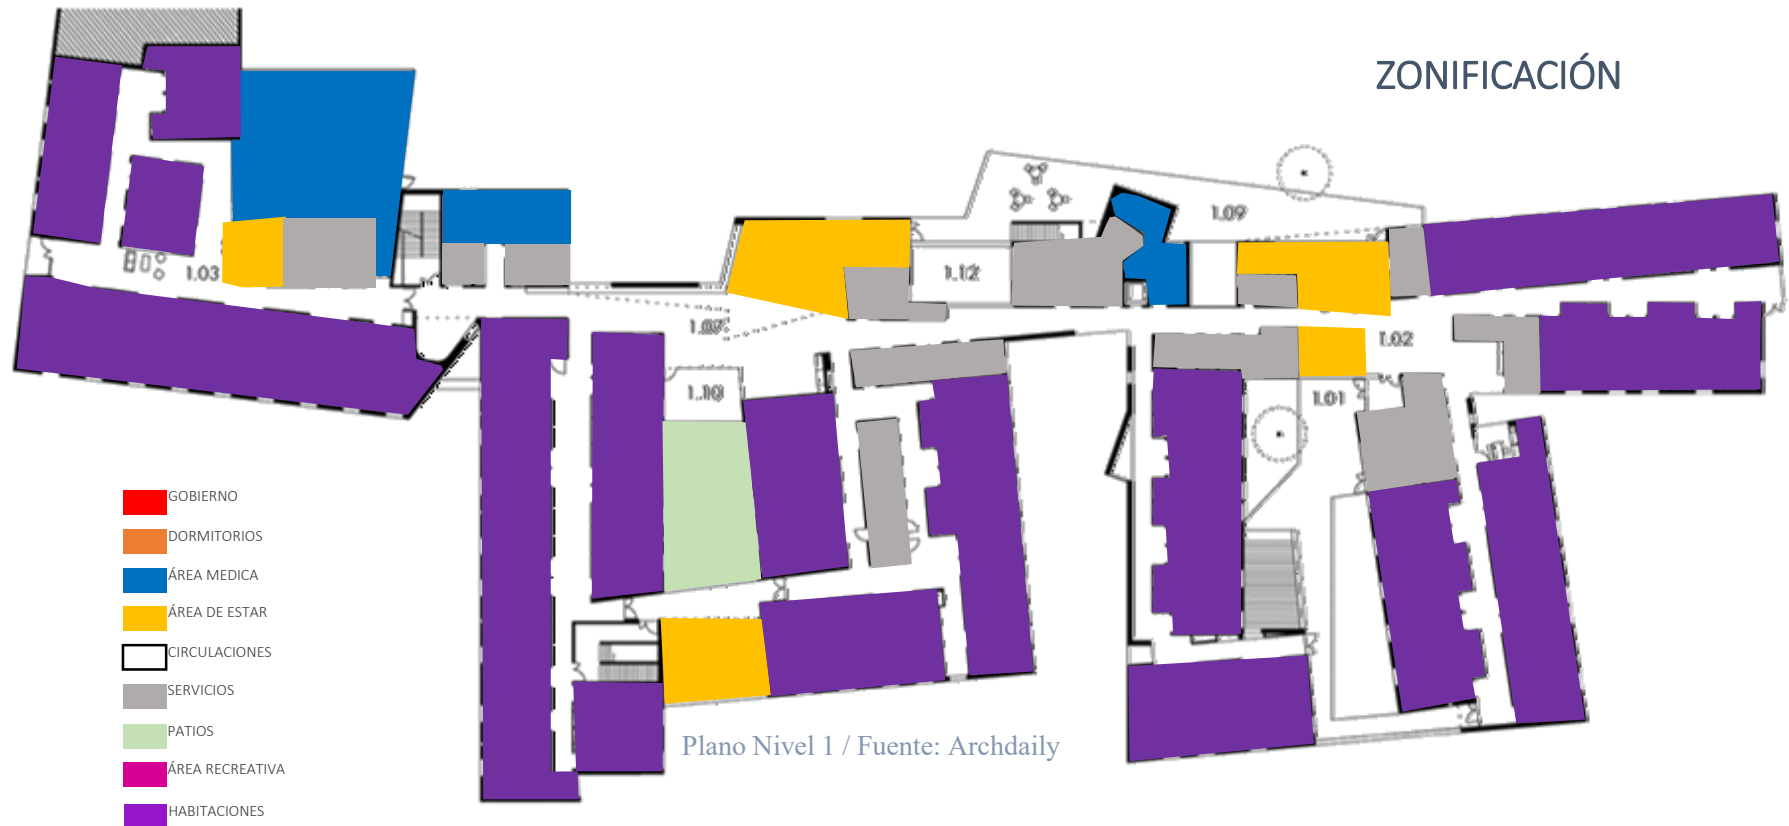 ZONIFICACIÓN
1.09
1.03
1.12
1.07
1.02
1.10
1.01
GOBIERNO
DORMITORIOS
ÁREA MEDICA
ÁREA DE ESTAR
CIRCULACIONES
SERVICIOS
PATIOS
ÁREA RECREATIVA
HABITACIONES
Plano Nivel 1 / Fuente: Archdaily